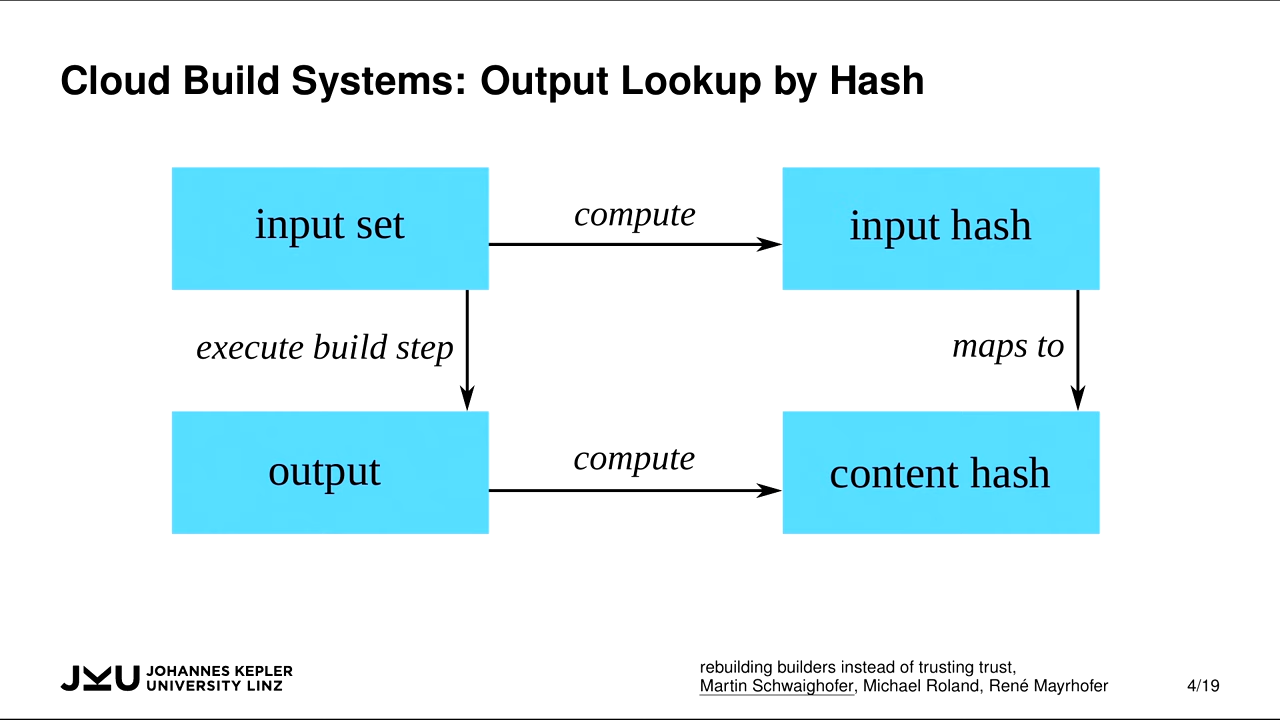 Cloud Build Systems: Output Lookup by Hash
input set
compute
input hash
execute build step
maps to
output
compute
content hash
JKU JOHANNES KEPLER
UNIVERSITY LINZ
rebuilding builders instead of trusting trust,
Martin Schwaighofer, Michael Roland, René Mayrhofer
4/19